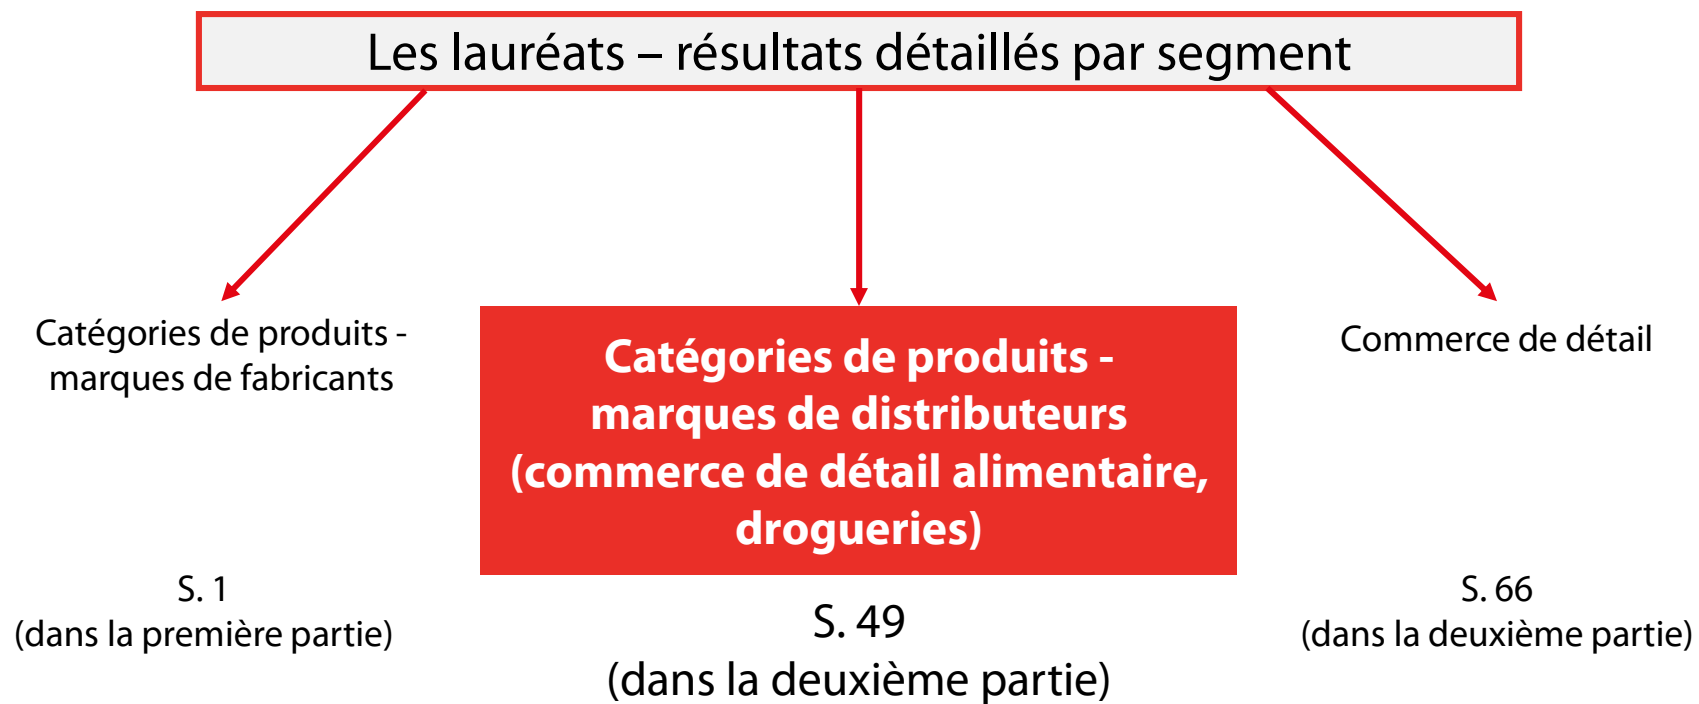 Les lauréats – résultats détaillés par segment
Catégories de produits -
marques de fabricants
S. 1
(dans la première partie)
Catégories de produits -
marques de distributeurs
(commerce de détail alimentaire,
drogueries)
S. 49
(dans la deuxième partie)
Commerce de détail
S. 66
(dans la deuxième partie)